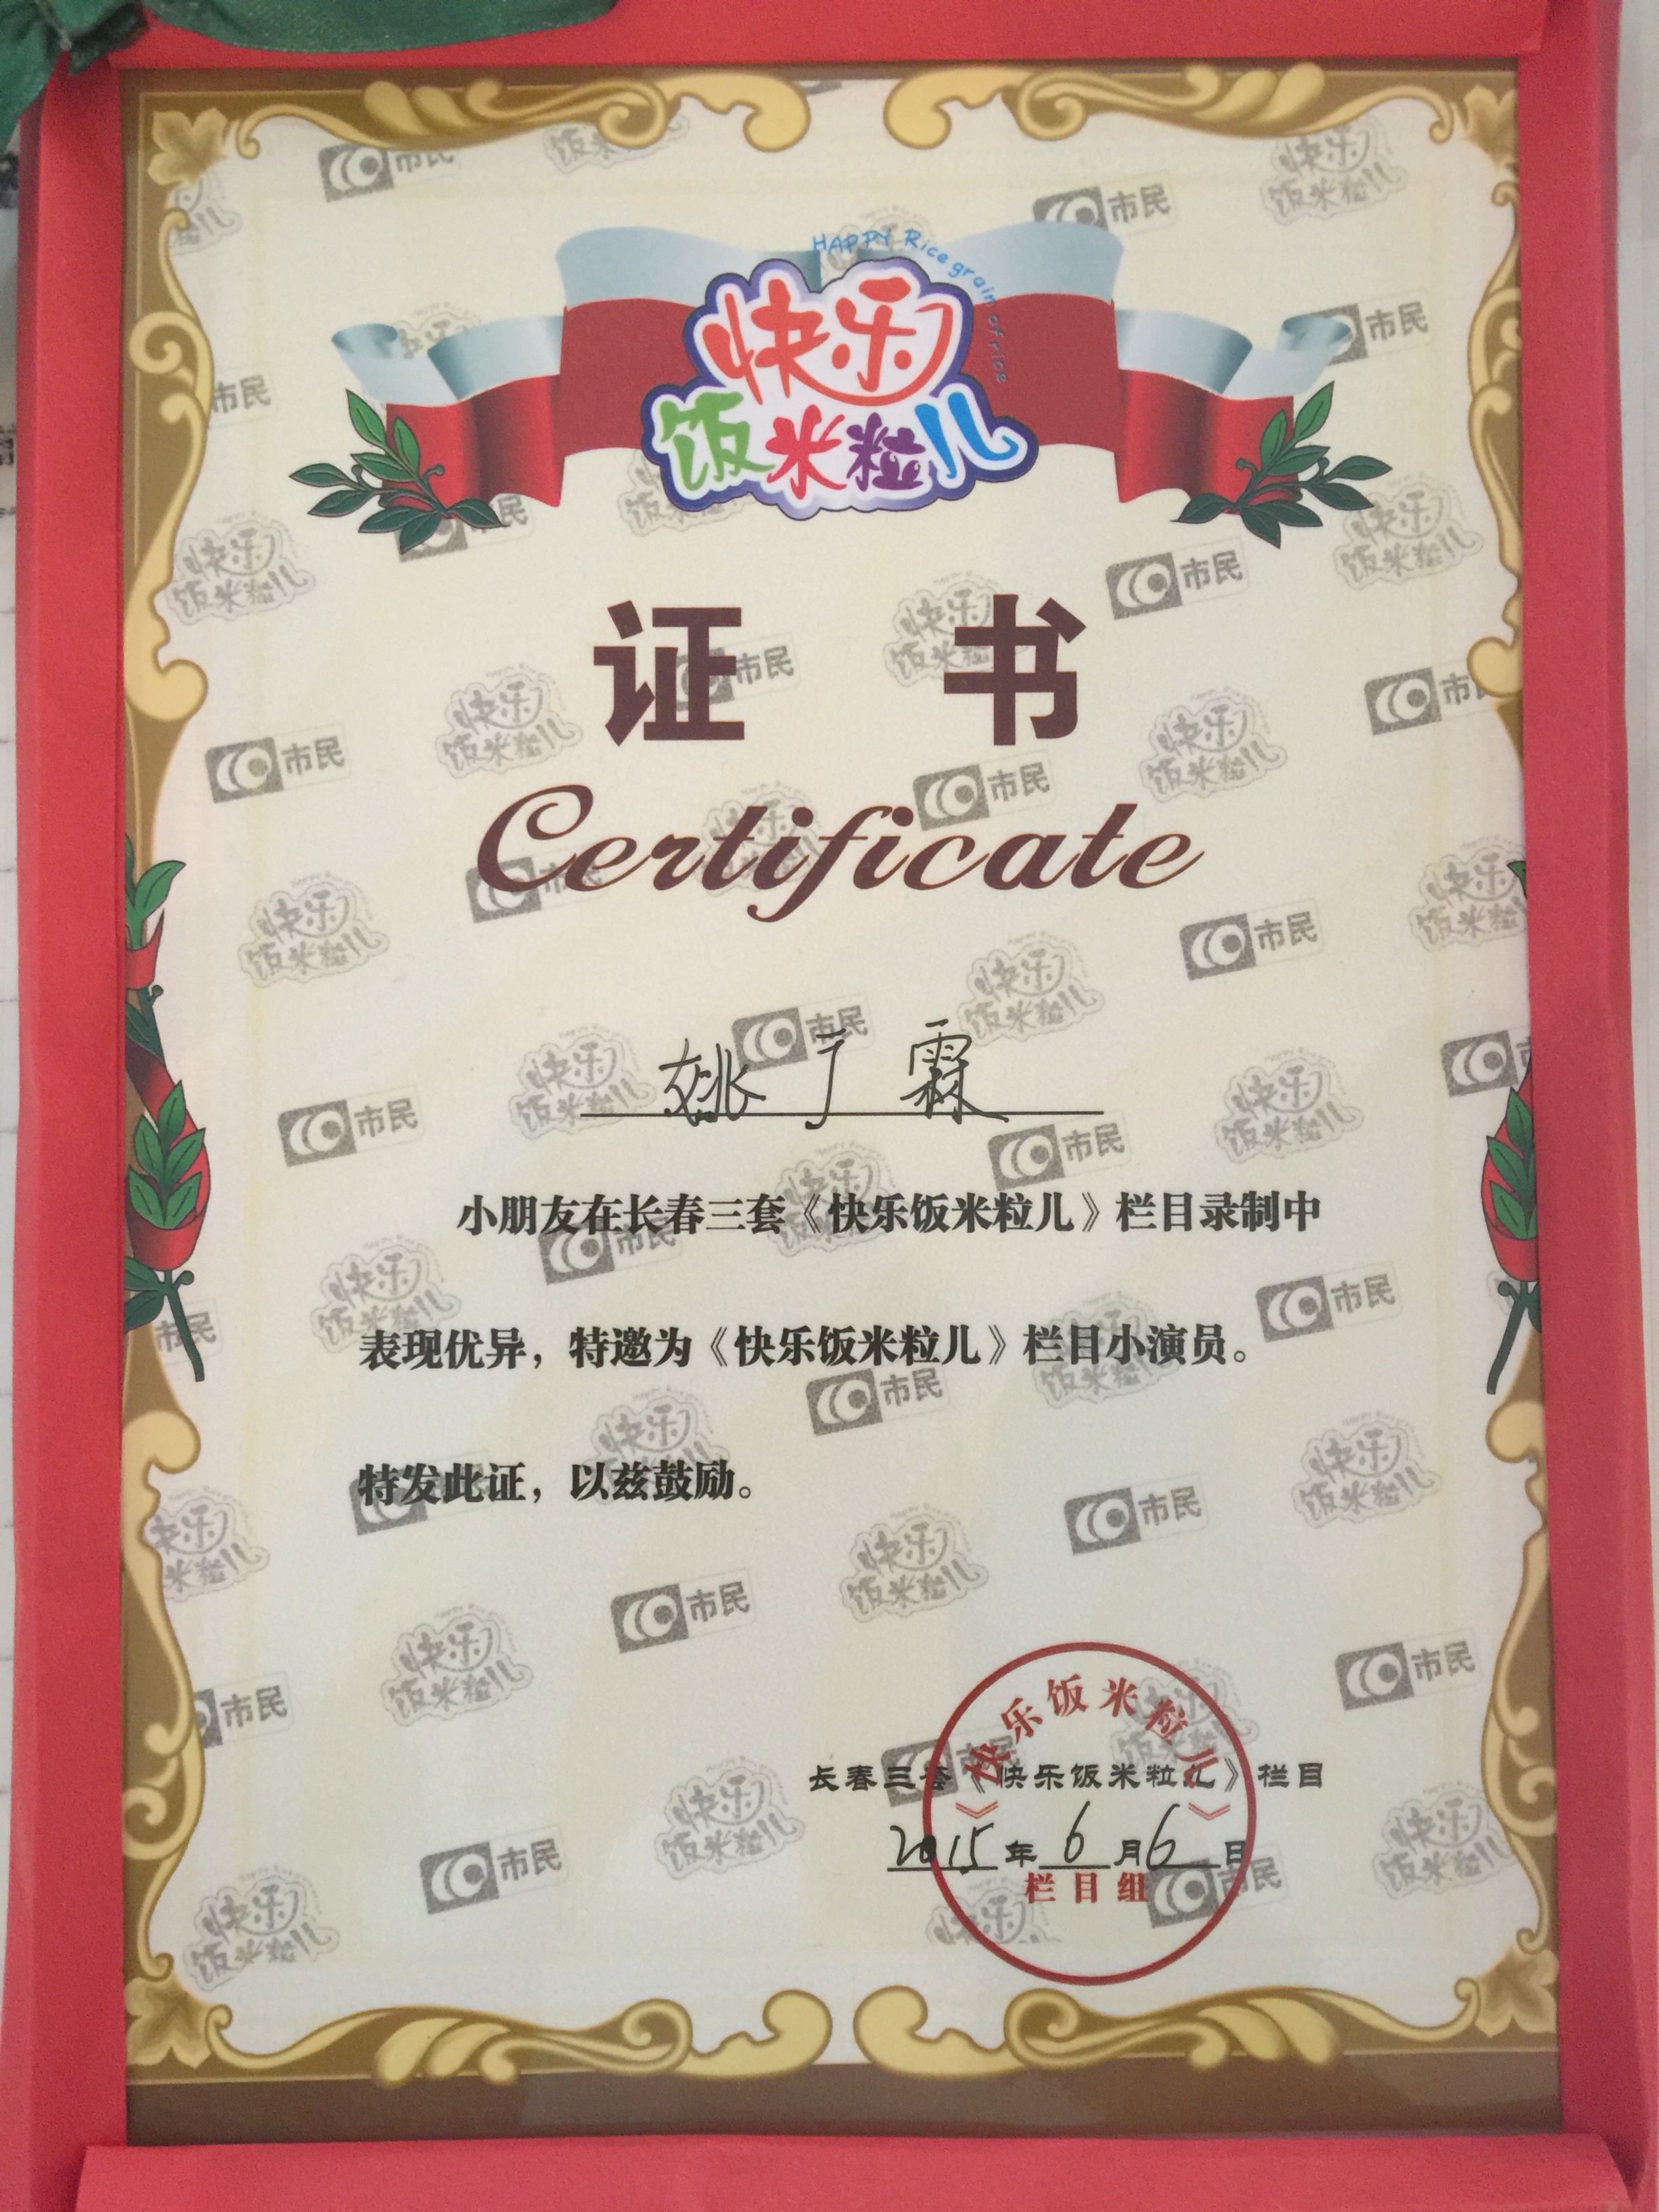 HAPPY Rice grain of rice
快乐
饭米粒儿
证 书
Certificate
姚丁霖
小朋友在长春三套《快乐饭米粒儿》栏目录制中
表现优异，特邀为《快乐饭米粒儿》栏目小演员。
特发此证，以兹鼓励。
长春三套《快乐饭米粒儿》栏目
2015年6月6日
《快乐饭米粒儿》
栏目组
市民